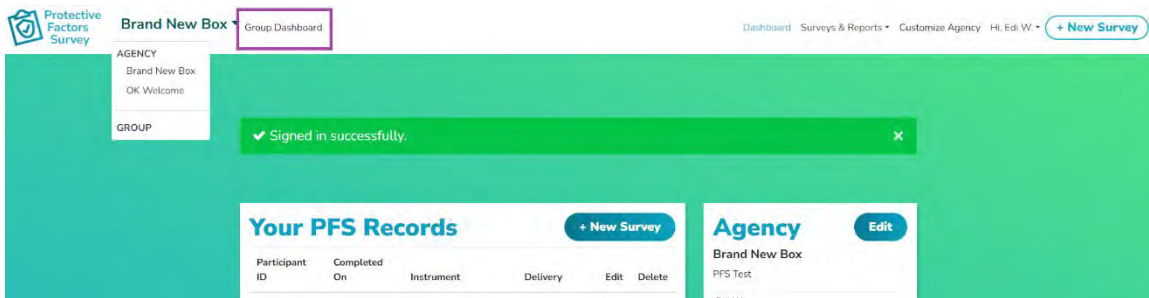 Protective
Factors
Survey
Brand New Box
Group Dashboard
Dashboard Surveys & Reports Customize Agency Hi, Edi W. + New Survey
AGENCY
Brand New Box
OK Welcome
GROUP
Signed in successfully.
Your PFS Records
+ New Survey
Participant ID Completed On Instrument Delivery Edit Delete
Agency
Edit
Brand New Box
PFS Test